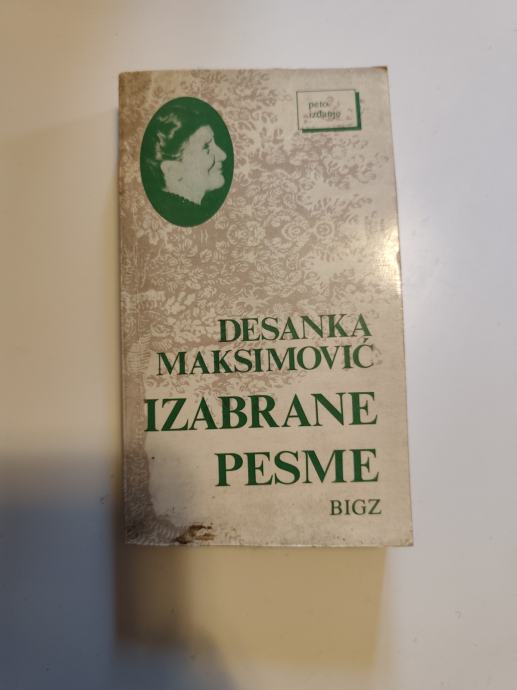 peto
izdanje
DESANKA
MAKSIMOVIĆ
IZABRANE
PESME
BIGZ